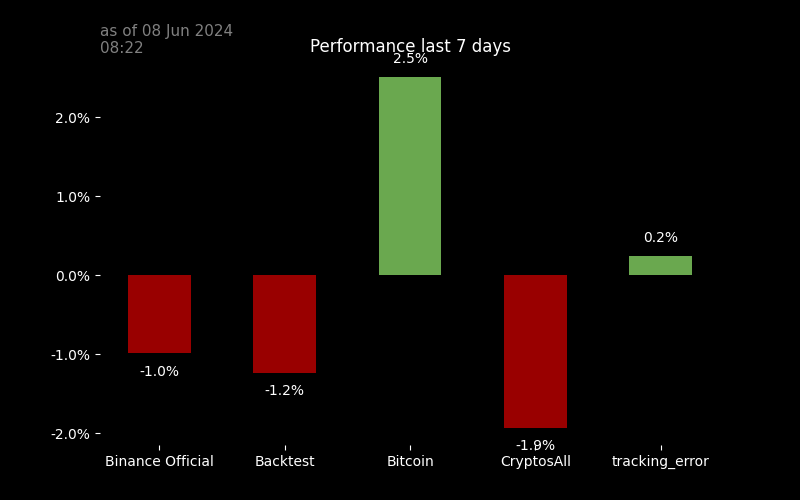 as of 08 Jun 2024
08:22
Performance last 7 days
2.5%
2.0%
1.0%
0.2%
0.0%
-1.0%
-1.0%
-1.2%
-2.0%
-1.9%
Binance Official
Backtest
Bitcoin
CryptosAll
tracking_error